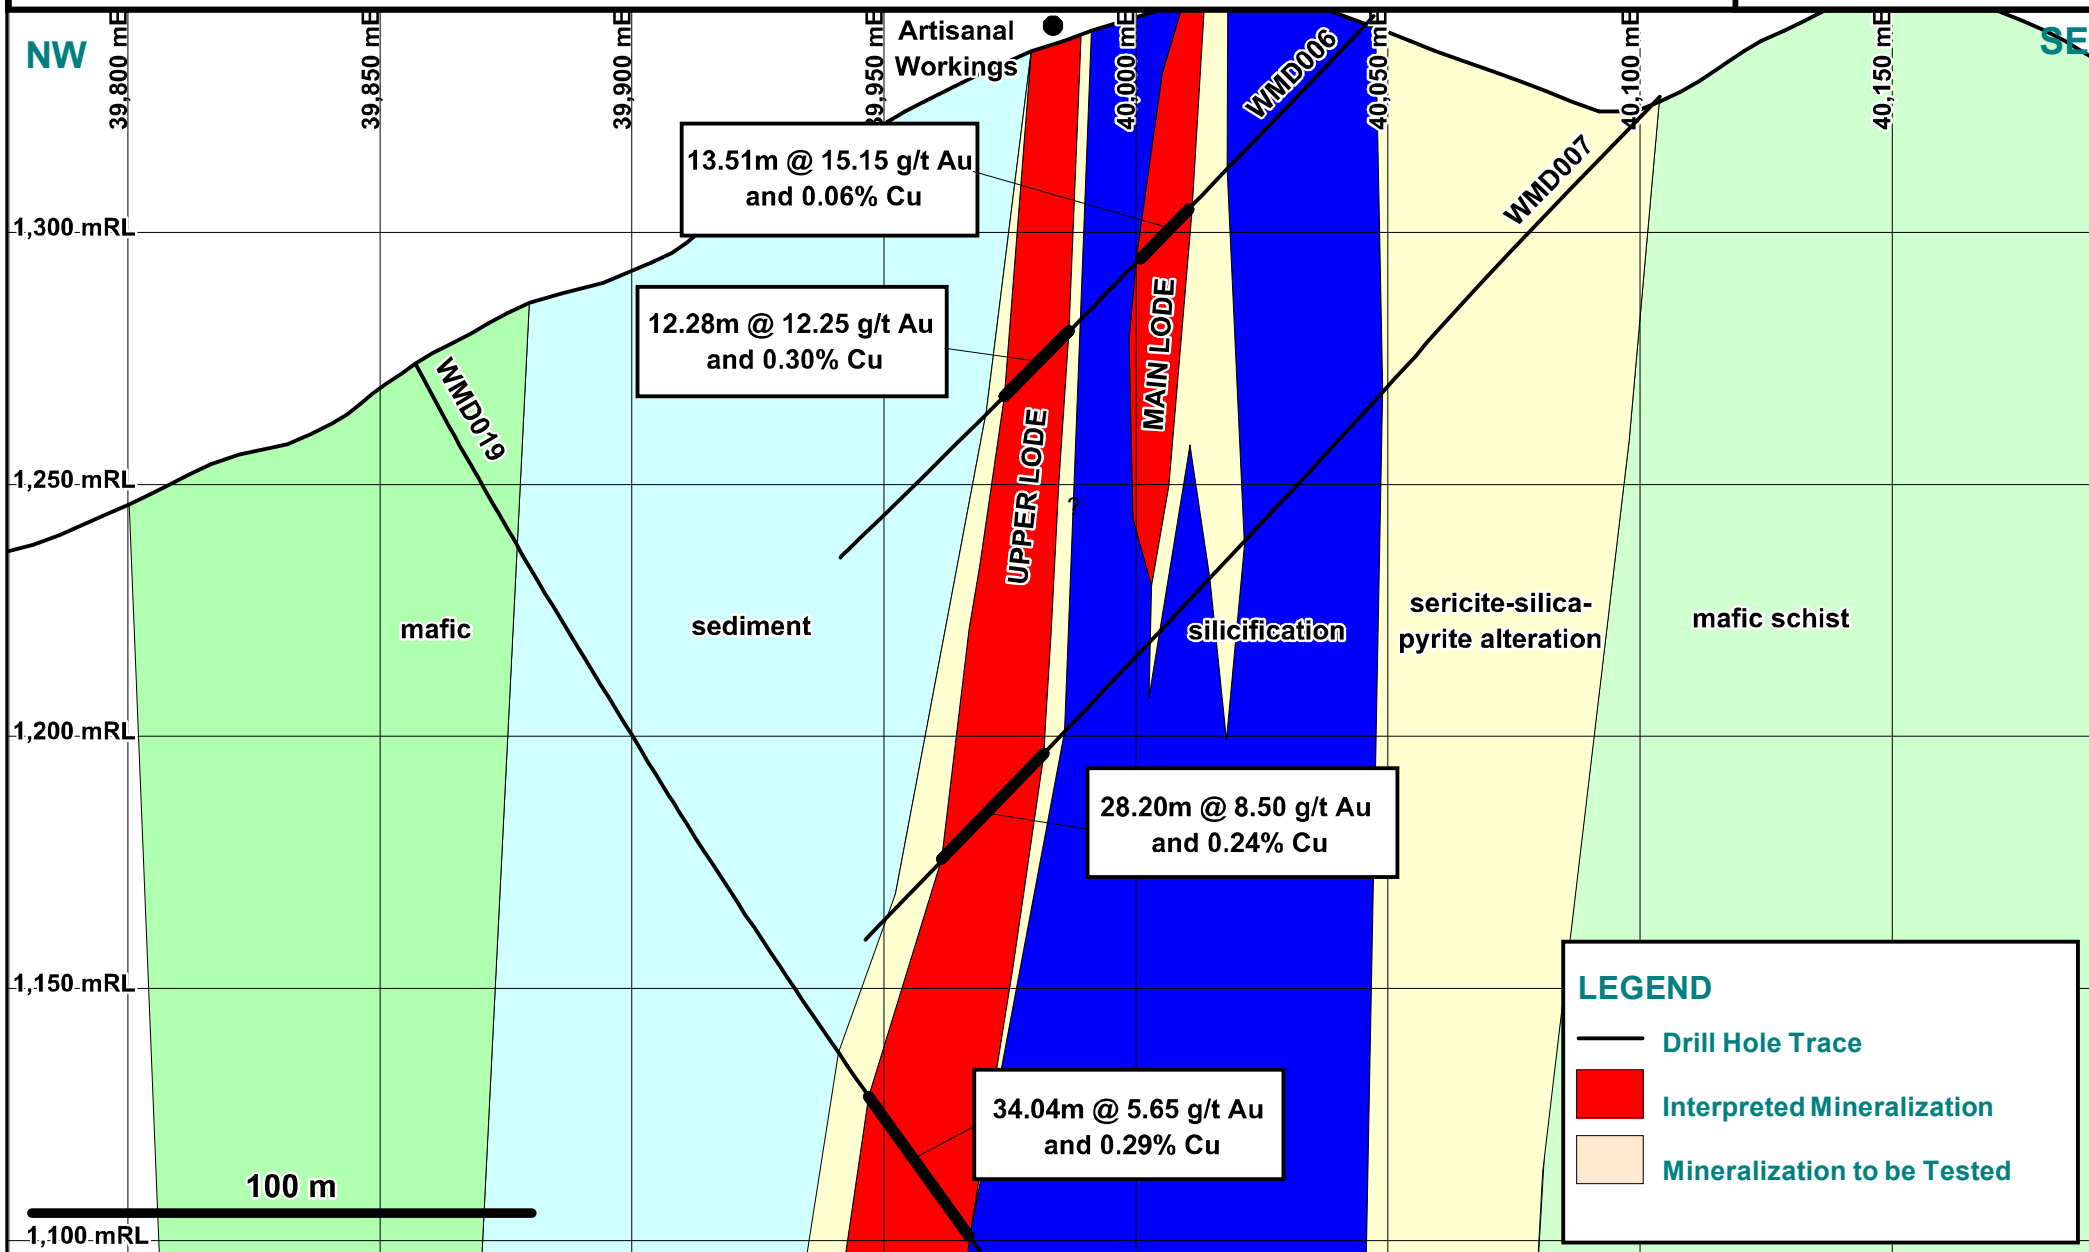 NW
39,800 mE
39,850 mE
39,900 mE
39,950 mE
Artisanal
Workings
40,000 mE
WMD006
40,050 mE
40,100 mE
40,150 mE
SE
13.51m @ 15.15 g/t Au
and 0.06% Cu
WMD007
1,300 mRL
12.28m @ 12.25 g/t Au
and 0.30% Cu
MAIN LODE
WMD019
UPPER LODE
1,250 mRL
?
mafic
sediment
silicification
sericite-silica-
pyrite alteration
mafic schist
1,200 mRL
28.20m @ 8.50 g/t Au
and 0.24% Cu
1,150 mRL
34.04m @ 5.65 g/t Au
and 0.29% Cu
100 m
1,100 mRL
LEGEND
Drill Hole Trace
Interpreted Mineralization
Mineralization to be Tested